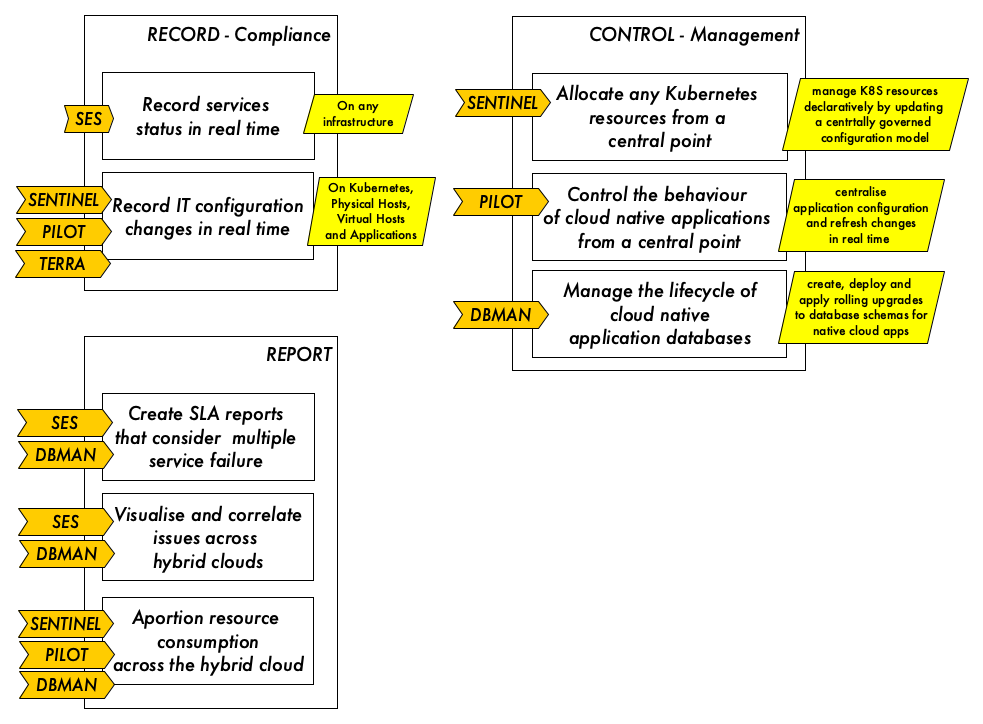 RECORD - Compliance
SES
Record services
status in real time
On any
infrastructure
SENTINEL
PILOT
TERRA
Record IT configuration
changes in real time
On Kubernetes,
Physical Hosts,
Virtual Hosts
and Applications
REPORT
SES
DBMAN
Create SLA reports
that consider  multiple
service failure
SES
DBMAN
Visualise and correlate
issues across
hybrid clouds
SENTINEL
PILOT
DBMAN
Aportion resource
consumption
across the hybrid cloud
CONTROL - Management
SENTINEL
Allocate any Kubernetes
resources from a
central point
manage K8S resources
declaratively by updating
a centrtally governed
configuration model
PILOT
Control the behaviour
of cloud native applications
from a central point
centralise
application configuration
and refresh changes
in real time
DBMAN
Manage the lifecycle of
cloud native
application databases
create, deploy and
apply rolling upgrades
to database schemas for
native cloud apps